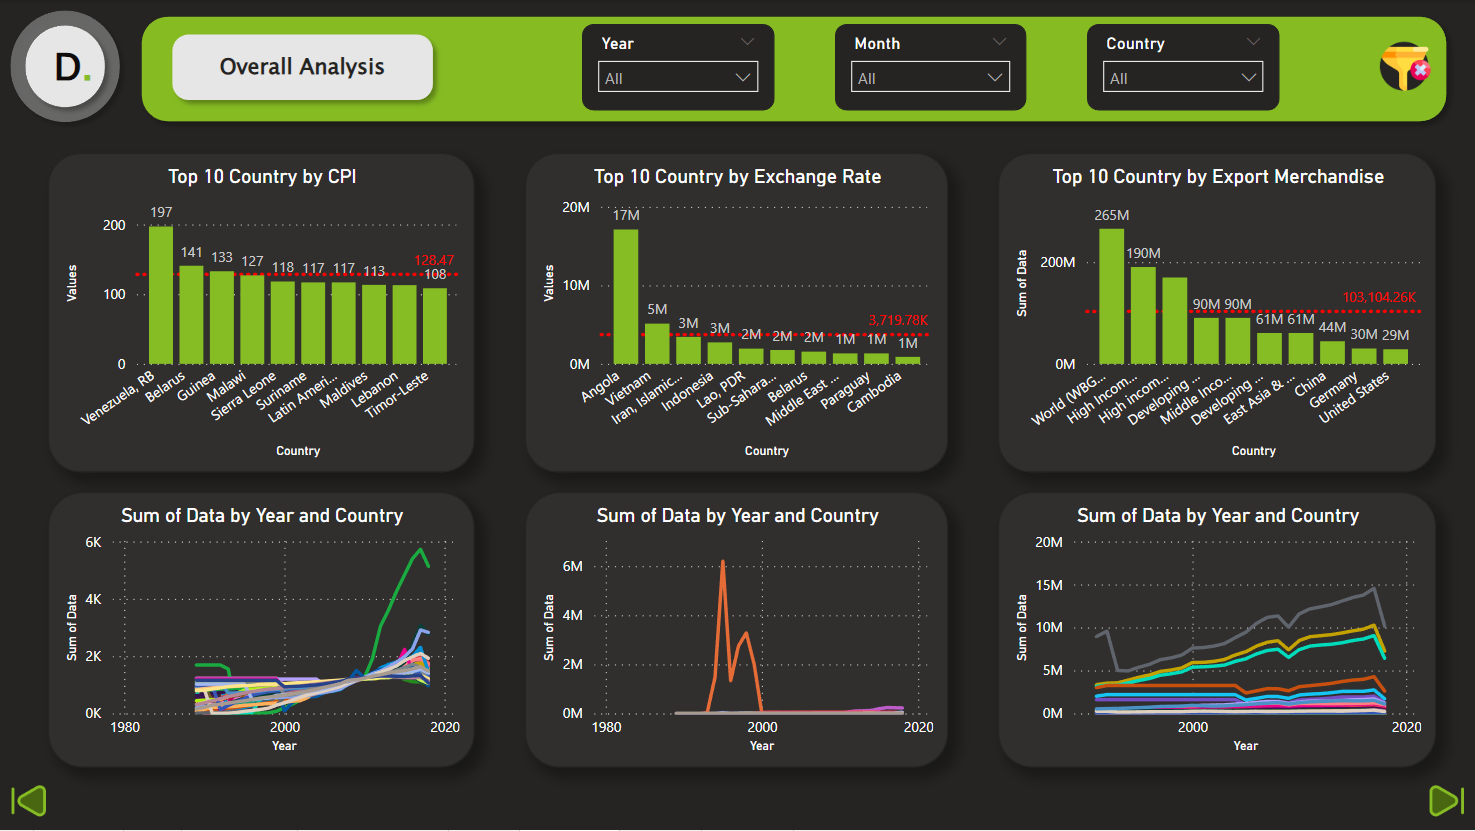 D.
Overall Analysis
Year
All
Month
All
Country
All
Top 10 Country by CPI
Values
200
100
0
197
141
133
127
118
117
117
113
108
128.47
Venezuela, RB
Belarus
Guinea
Malawi
Sierra Leone
Suriname
Latin Ameri...
Maldives
Lebanon
Timor-Leste
Country
Top 10 Country by Exchange Rate
Values
20M
10M
0M
17M
5M
3M
3M
2M
2M
2M
1M
1M
1M
3,719.78K
Angola
Vietnam
Iran, Islamic...
Indonesia
Lao, PDR
Sub-Sahara...
Belarus
Middle East ...
Paraguay
Cambodia
Country
Top 10 Country by Export Merchandise
Sum of Data
200M
0M
265M
190M
90M
90M
61M
61M
44M
30M
29M
103,104.26K
World (WBG...
High Incom...
High incom...
Developing ...
Middle Inco...
Developing ...
East Asia & ...
China
Germany
United States
Country
Sum of Data by Year and Country
Sum of Data
6K
4K
2K
0K
1980
2000
2020
Year
Sum of Data by Year and Country
Sum of Data
6M
4M
2M
0M
1980
2000
2020
Year
Sum of Data by Year and Country
Sum of Data
20M
15M
10M
5M
0M
2000
2020
Year